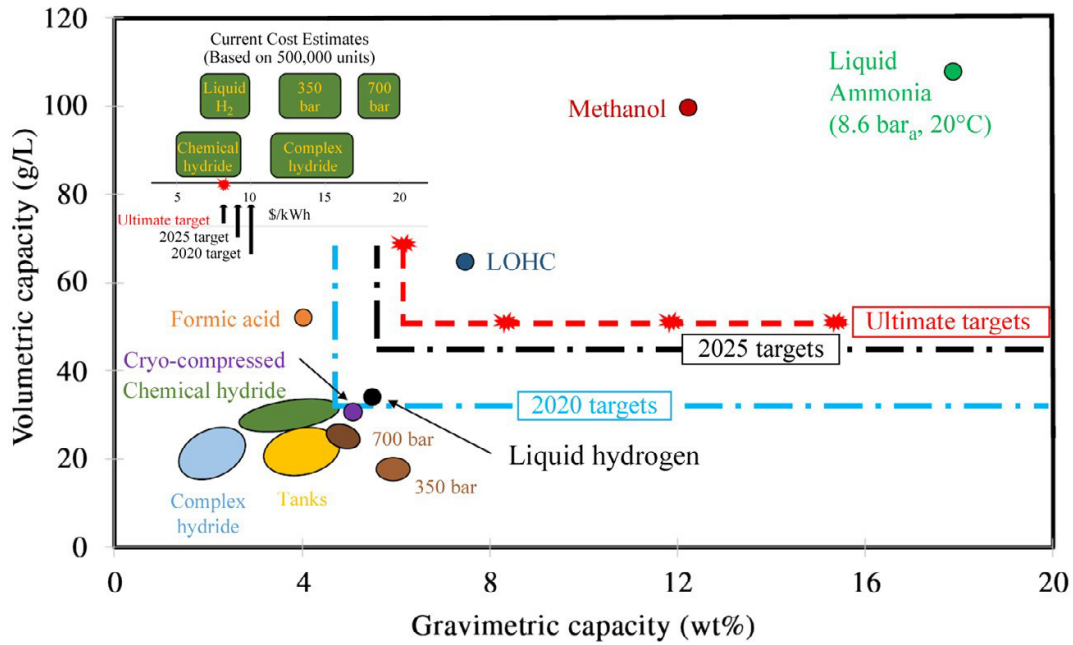 120
100
80
60
40
20
0
Volumetric capacity (g/L)
Current Cost Estimates
(Based on 500,000 units)
Liquid
H₂
350
bar
700
bar
Chemical
hydride
Complex
hydride
5
10
15
20
$/kWh
Ultimate target
2025 target
2020 target
Liquid
Ammonia
(8.6 barₐ, 20°C)
Methanol
LOHC
Formic acid
Ultimate targets
2025 targets
2020 targets
Cryo-compressed
Chemical hydride
700 bar
Liquid hydrogen
350 bar
Complex
hydride
Tanks
0
4
8
12
16
20
Gravimetric capacity (wt%)